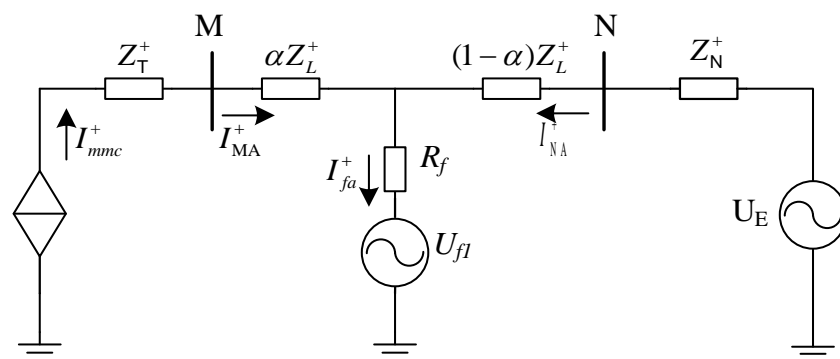 M
N
Z_T^+
αZ_L^+
(1-α)Z_L^+
Z_N^+
I_mmc^+
I_MA^+
I_NA^+
I_fa^+
R_f
U_f1
U_E